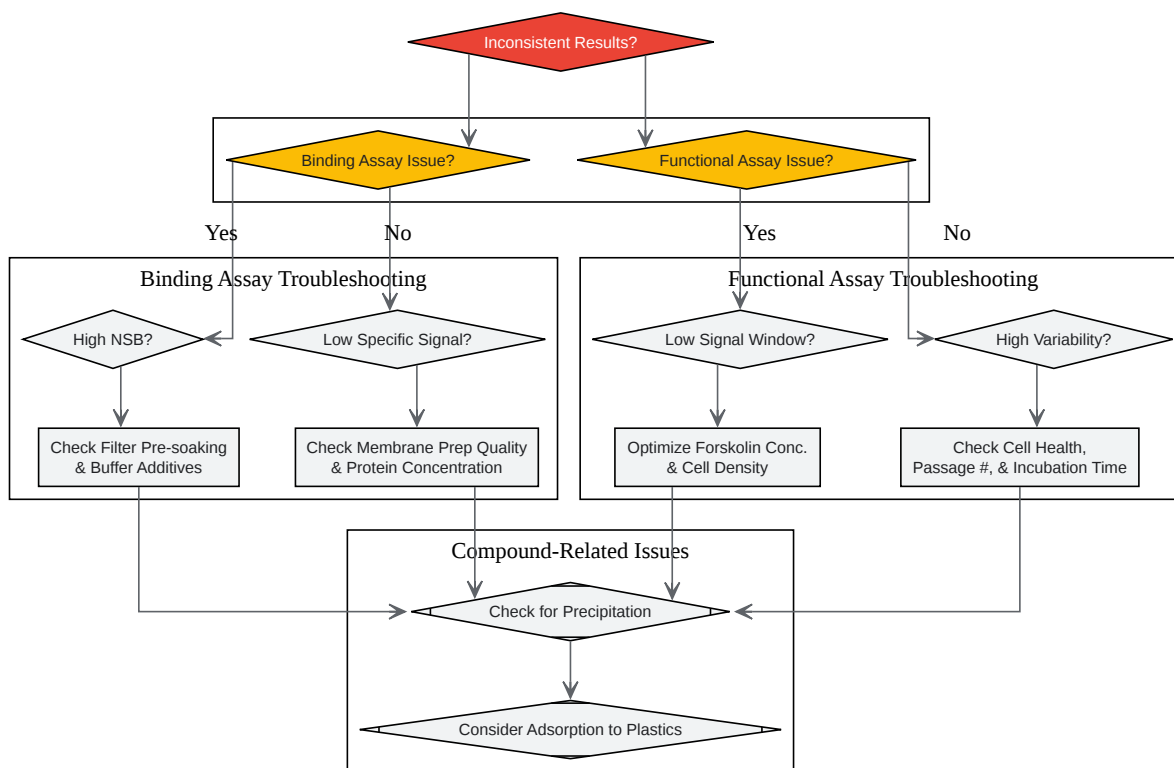 Inconsistent Results?
Binding Assay Issue?
Functional Assay Issue?
Yes
No
Yes
No
Binding Assay Troubleshooting
Functional Assay Troubleshooting
High NSB?
Low Specific Signal?
Low Signal Window?
High Variability?
Check Filter Pre-soaking
& Buffer Additives
Check Membrane Prep Quality
& Protein Concentration
Optimize Forskolin Conc.
& Cell Density
Check Cell Health,
Passage #, & Incubation Time
Compound-Related Issues
Check for Precipitation
Consider Adsorption to Plastics